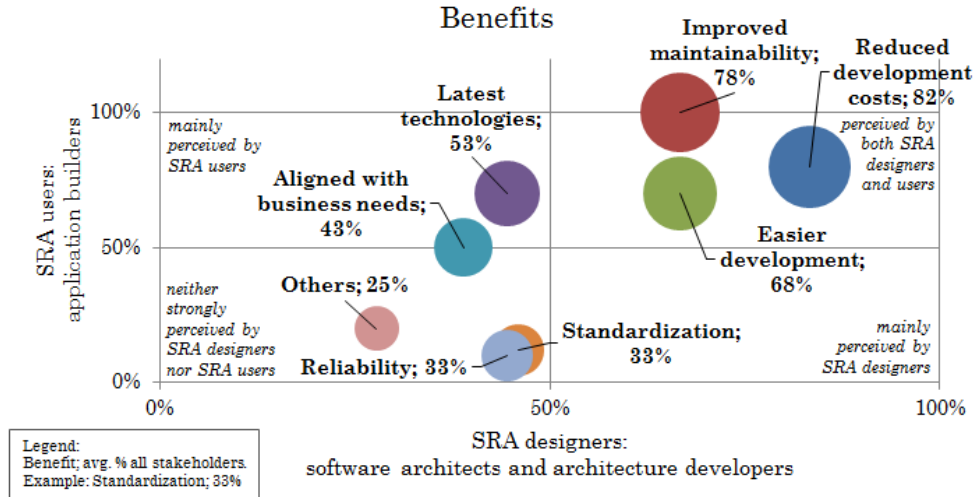 Benefits
Improved
maintainability;
78%
Reduced
development
costs; 82%
Latest
technologies;
53%
100%
mainly
perceived by
SRA users
perceived by
both SRA
designers
and users
Aligned with
business needs;
43%
SRA users:
application builders
50%
Easier
development;
68%
Others; 25%
neither
strongly
perceived by
SRA designers
nor SRA users
Standardization;
33%
Reliability; 33%
mainly
perceived by
SRA designers
0%
0%
50%
100%
SRA designers:
software architects and architecture developers
Legend:
Benefit; avg. % all stakeholders.
Example: Standardization; 33%